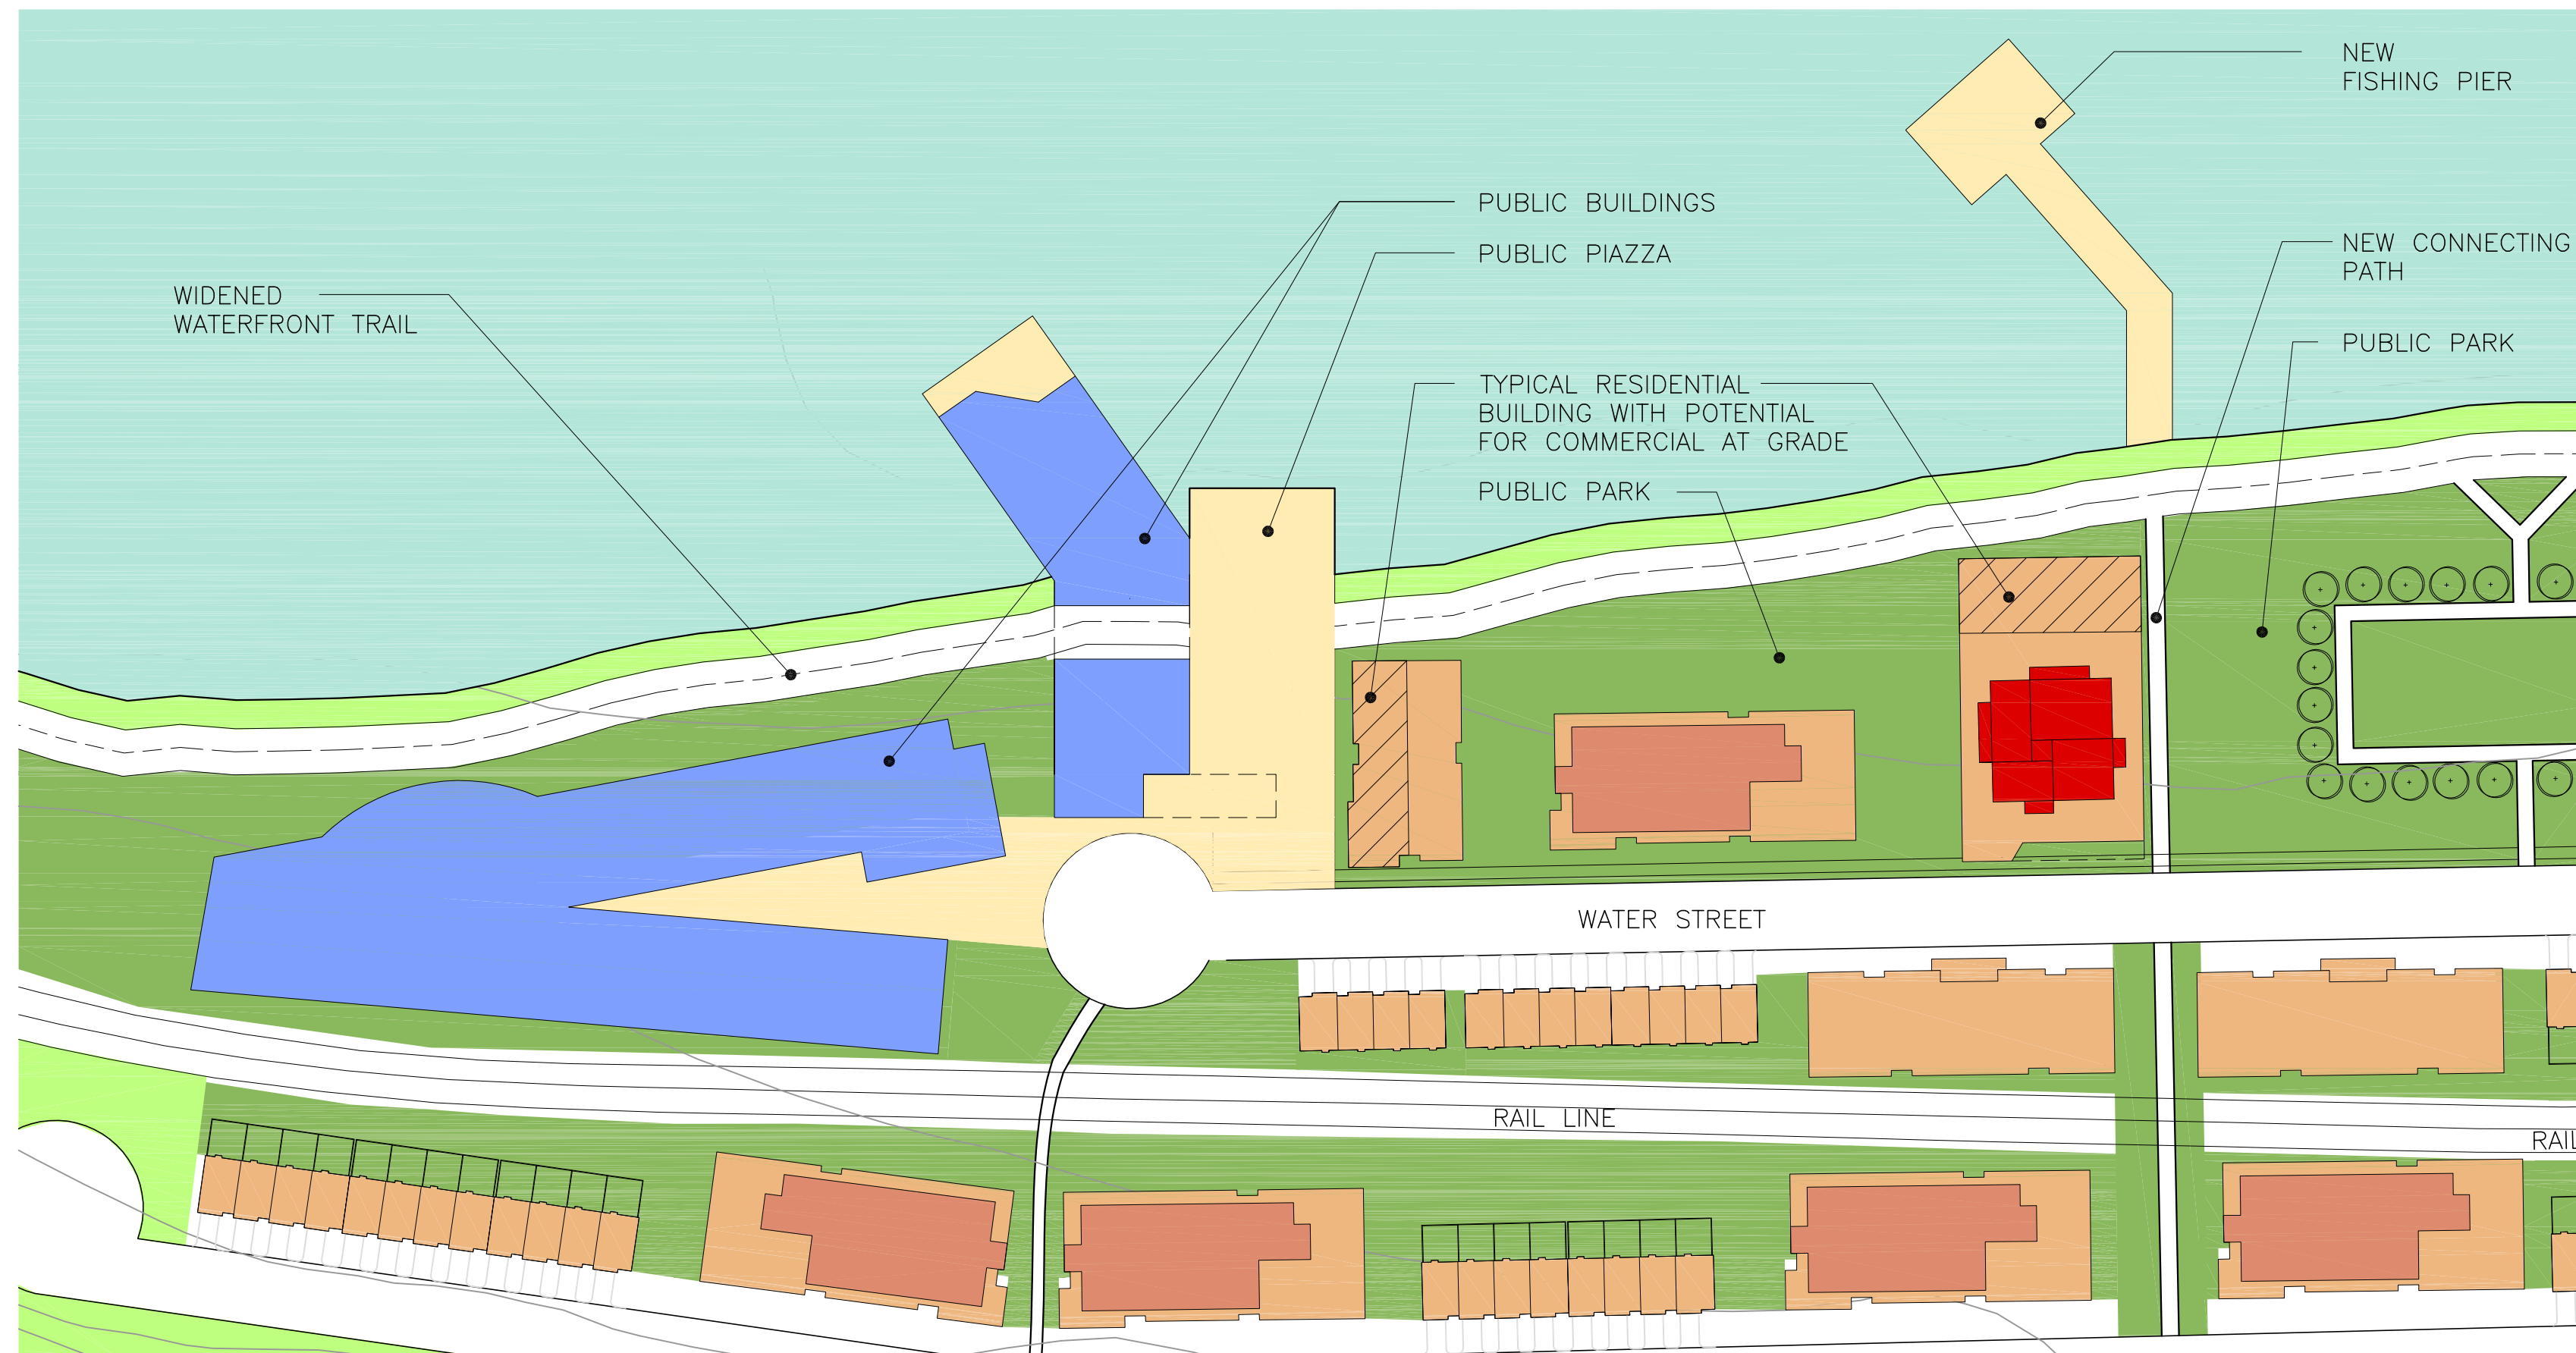 NEW
FISHING PIER
PUBLIC BUILDINGS
PUBLIC PIAZZA
NEW CONNECTING
PATH
WIDENED
WATERFRONT TRAIL
PUBLIC PARK
TYPICAL RESIDENTIAL
BUILDING WITH POTENTIAL
FOR COMMERCIAL AT GRADE
PUBLIC PARK
WATER STREET
RAIL LINE
RAIL